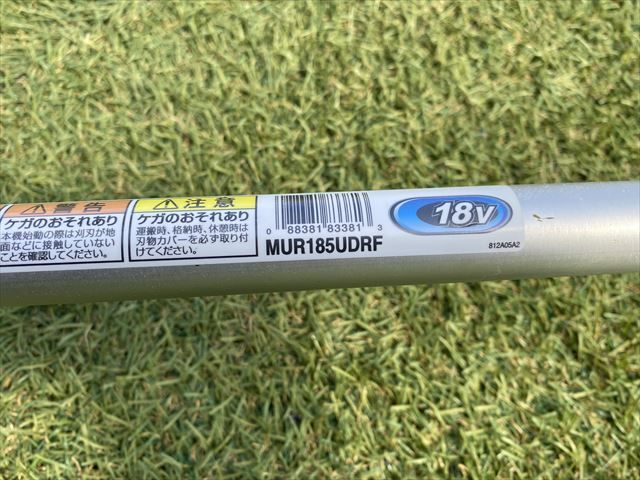 ⚠警告
ケガのおそれあり
本機始動の際は刈刃が地
面などに接触していない
ことを確認してください。
⚠注意
ケガのおそれあり
運搬時、格納時、休憩時は
刃物カバーを必ず取り付
けてください。
0 88381 83381 3
MUR185UDRF
18V
812A05A2